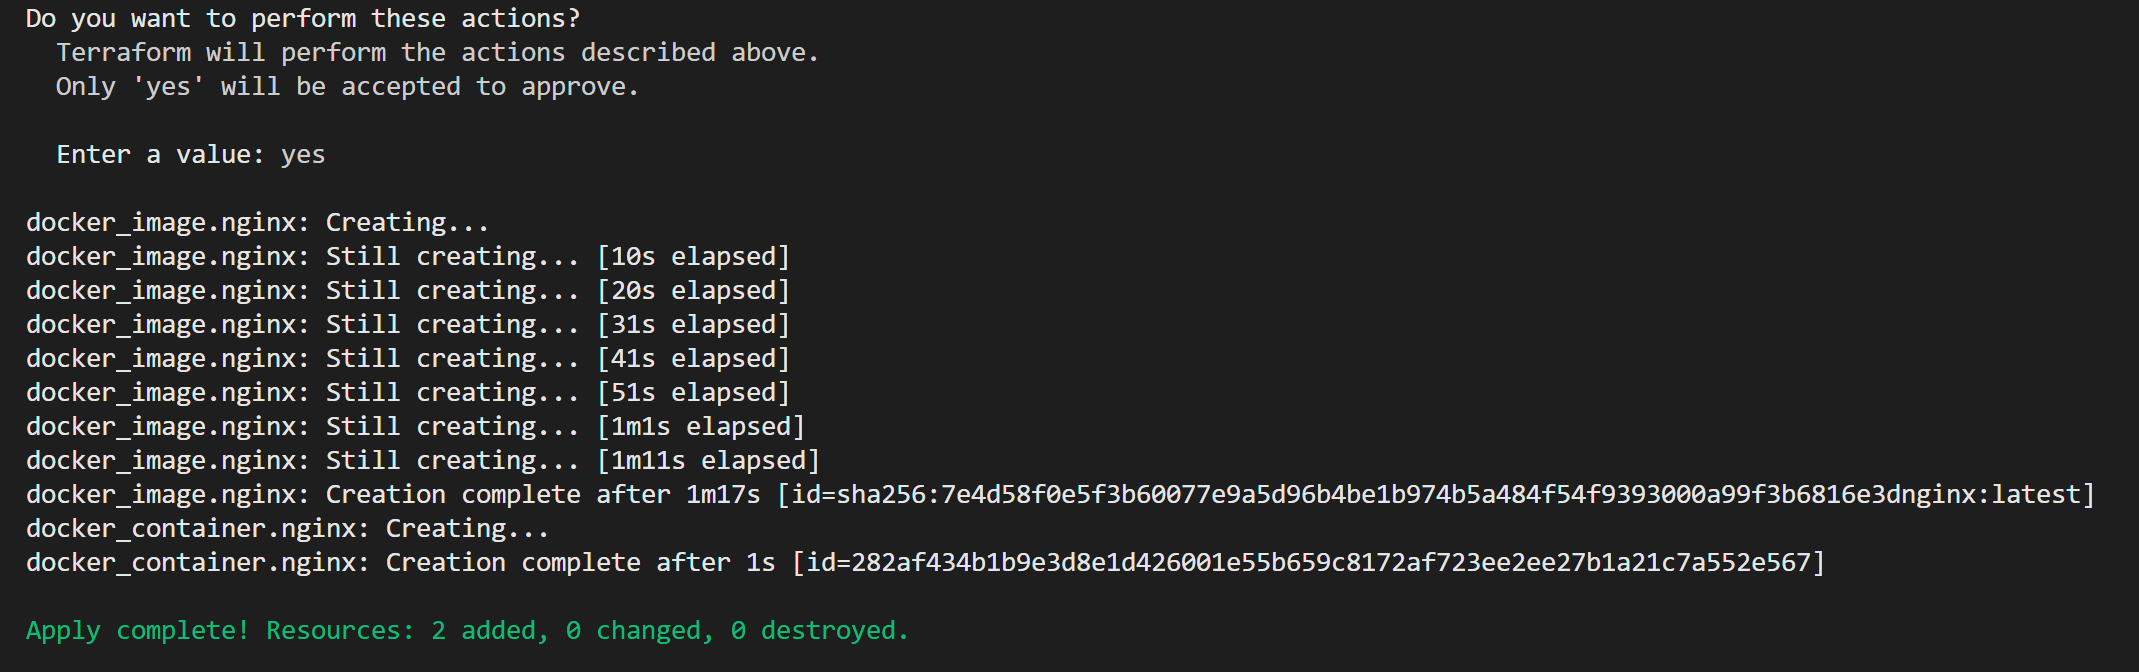 Do you want to perform these actions?
  Terraform will perform the actions described above.
  Only 'yes' will be accepted to approve.

  Enter a value: yes

docker_image.nginx: Creating...
docker_image.nginx: Still creating... [10s elapsed]
docker_image.nginx: Still creating... [20s elapsed]
docker_image.nginx: Still creating... [31s elapsed]
docker_image.nginx: Still creating... [41s elapsed]
docker_image.nginx: Still creating... [51s elapsed]
docker_image.nginx: Still creating... [1m1s elapsed]
docker_image.nginx: Still creating... [1m11s elapsed]
docker_image.nginx: Creation complete after 1m17s [id=sha256:7e4d58f0e5f3b60077e9a5d96b4be1b974b5a484f54f9393000a99f3b6816e3dnginx:latest]
docker_container.nginx: Creating...
docker_container.nginx: Creation complete after 1s [id=282af434b1b9e3d8e1d426001e55b659c8172af723ee2ee27b1a21c7a552e567]

Apply complete! Resources: 2 added, 0 changed, 0 destroyed.